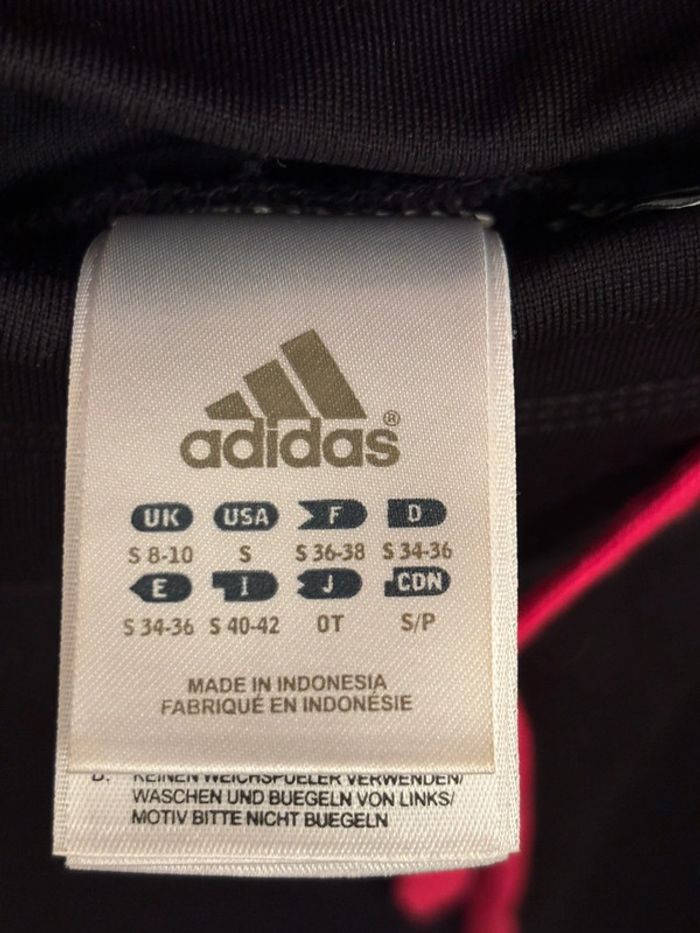 adidas®
UK USA F D
S 8-10 S S 36-38 S 34-36
E I J CDN
S 34-36 S 40-42 OT S/P
MADE IN INDONESIA
FABRIQUÉ EN INDONÉSIE
D: KEINEN WEICHSPUELER VERWENDEN/
WASCHEN UND BUEGELN VON LINKS/
MOTIV BITTE NICHT BUEGELN